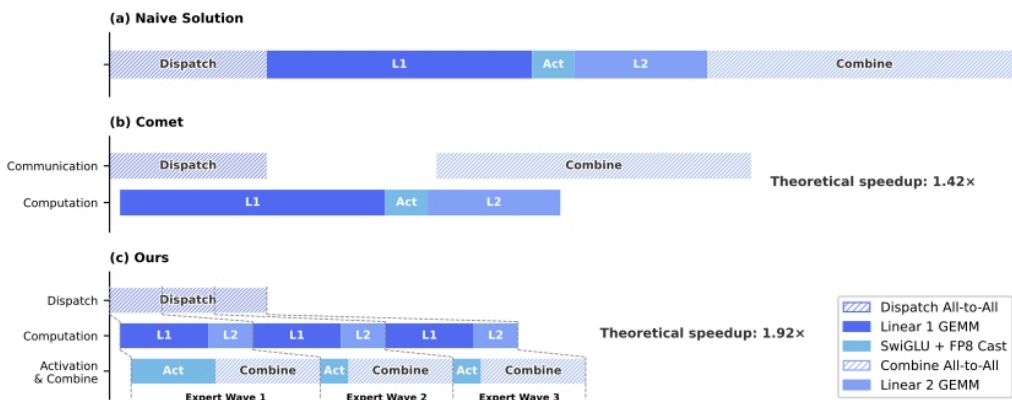 (a) Naive Solution
Dispatch L1 Act L2 Combine
(b) Comet
Communication Dispatch Combine
Theoretical speedup: 1.42×
Computation L1 Act L2
(c) Ours
Dispatch Dispatch
Computation L1 L2 L1 L2 L1 L2
Theoretical speedup: 1.92×
Activation
& Combine
Act Combine Act Combine Act Combine
Expert Wave 1 Expert Wave 2 Expert Wave 3
Dispatch All-to-All
Linear 1 GEMM
SwiGLU + FP8 Cast
Combine All-to-All
Linear 2 GEMM